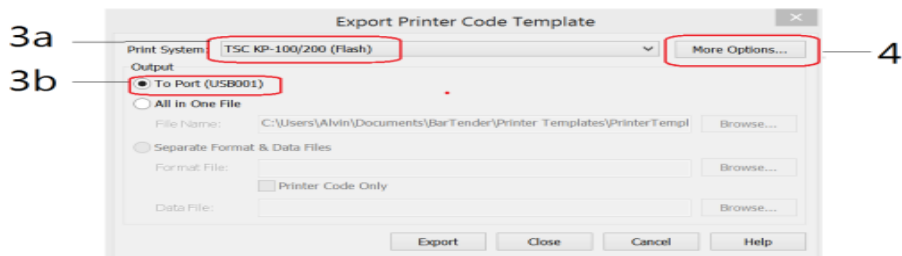 Export Printer Code Template
3a
Print System: TSC KP-100/200 (Flash) More Options... 4
Output
3b To Port (USB001)
All in One File
File Name: C:\Users\Alvin\Documents\BarTender\Printer Templates\PrinterTempl Browse...
Separate Format & Data Files
Format File: Browse...
Printer Code Only
Data File: Browse...
Export Close Cancel Help